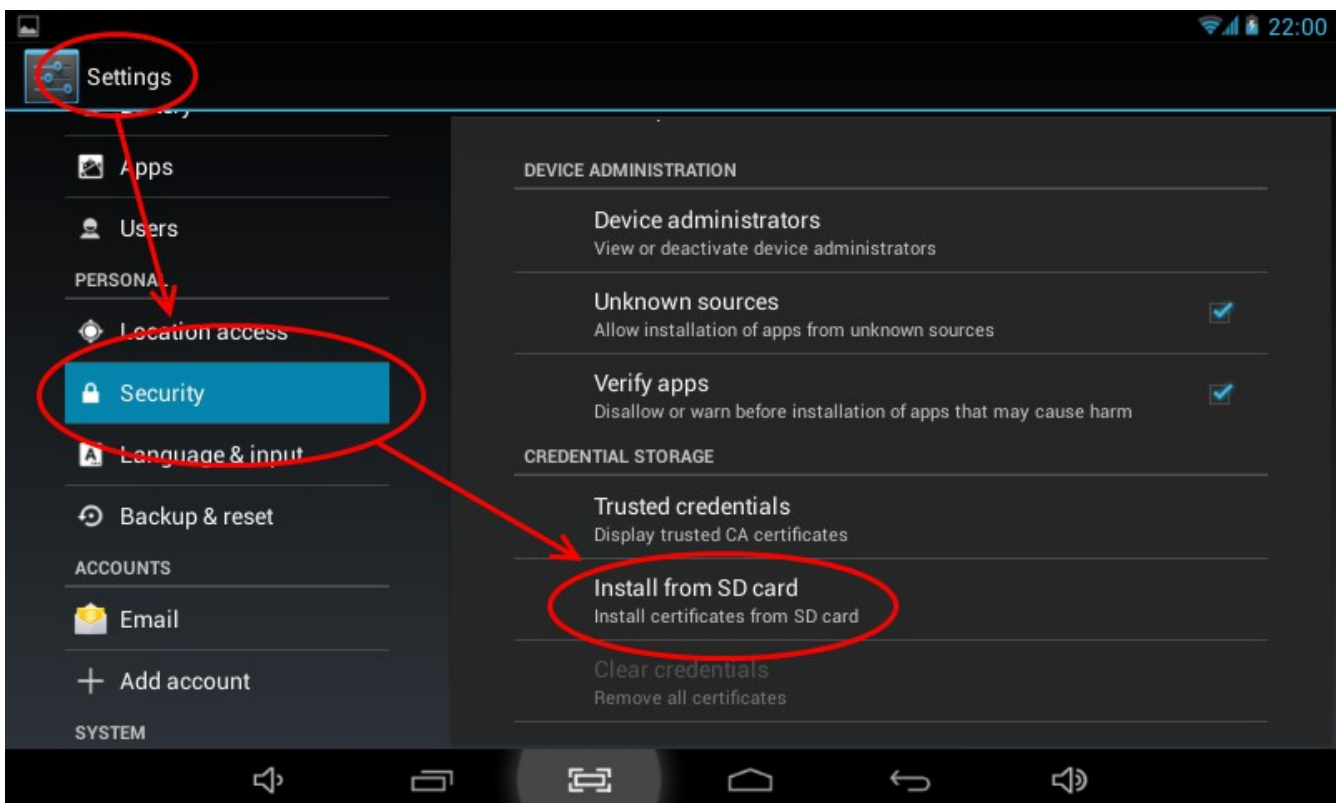 22:00
Settings
Battery
Apps
Users
PERSONAL
Location access
Security
Language & input
Backup & reset
ACCOUNTS
Email
Add account
SYSTEM
DEVICE ADMINISTRATION
Device administrators
View or deactivate device administrators
Unknown sources
Allow installation of apps from unknown sources
Verify apps
Disallow or warn before installation of apps that may cause harm
CREDENTIAL STORAGE
Trusted credentials
Display trusted CA certificates
Install from SD card
Install certificates from SD card
Clear credentials
Remove all certificates